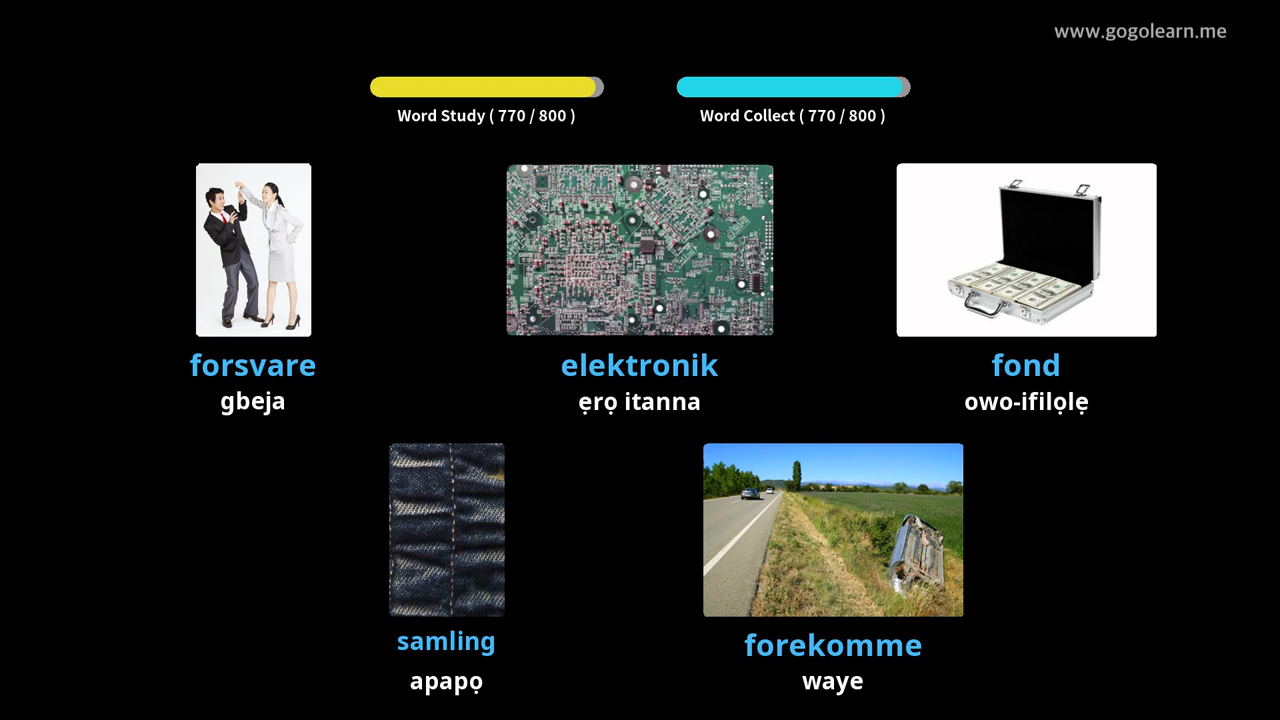 www.gogolearn.me
Word Study ( 770 / 800 )
Word Collect ( 770 / 800 )
forsvare
gbeja
elektronik
ẹrọ itanna
fond
owo-ifilọlẹ
samling
apapọ
forekomme
waye